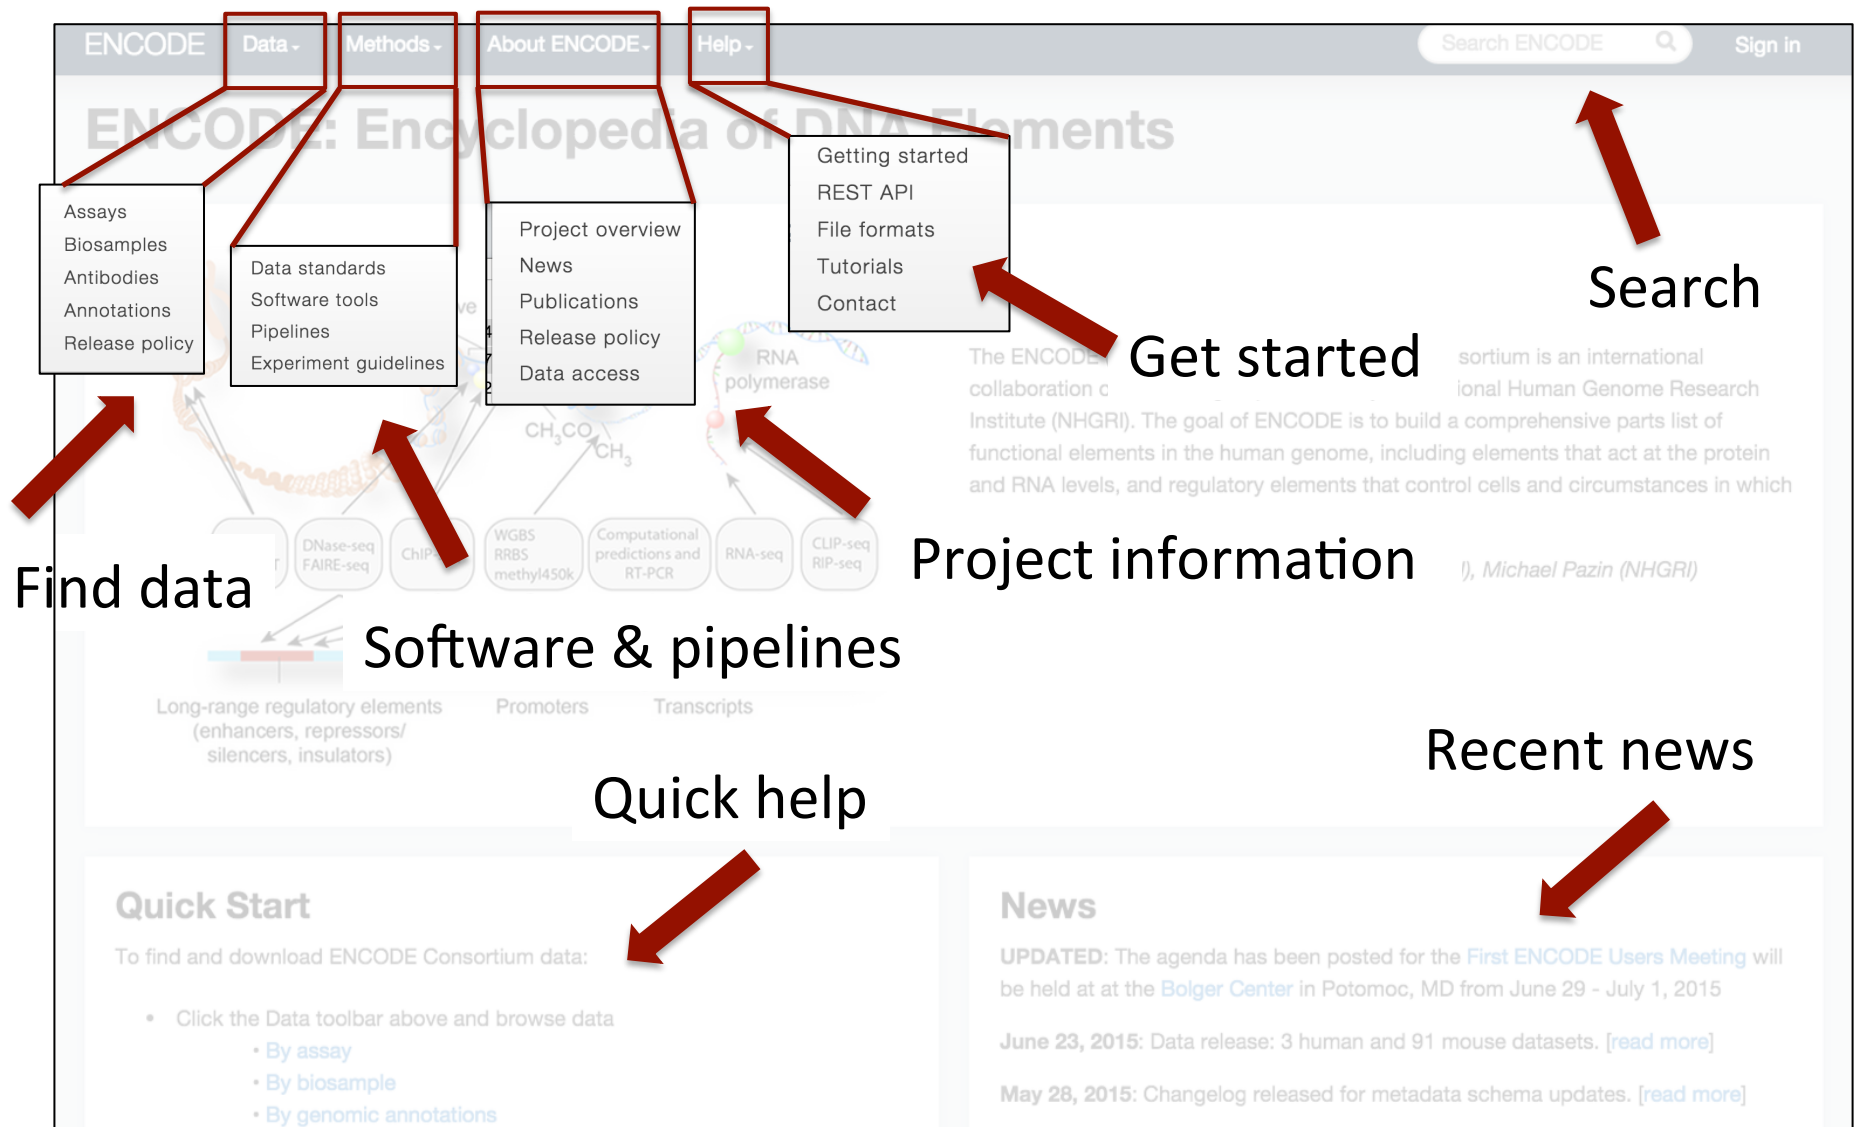 ENCODE Data Methods About ENCODE Help Search ENCODE Sign in
ENCODE: Encyclopedia of DNA Elements
Assays
Biosamples
Antibodies
Annotations
Release policy
Data standards
Software tools
Pipelines
Experiment guidelines
Project overview
News
Publications
Release policy
Data access
Getting started
REST API
File formats
Tutorials
Contact
Search
Get started
RNA
polymerase
CH3CO
CH3
The ENCODE sortium is an international
collaboration ional Human Genome Research
Institute (NHGRI). The goal of ENCODE is to build a comprehensive parts list of
functional elements in the human genome, including elements that act at the protein
and RNA levels, and regulatory elements that control cells and circumstances in which
Michael Pazin (NHGRI)
DNase-seq
FAIRE-seq
WGBS
RRBS
methyl450k
Computational
predictions and
RT-PCR
RNA-seq
CLIP-seq
RIP-seq
Find data
Project information
Software & pipelines
Long-range regulatory elements
(enhancers, repressors/
silencers, insulators)
Promoters
Transcripts
Quick help
Recent news
Quick Start
To find and download ENCODE Consortium data:
• Click the Data toolbar above and browse data
• By assay
• By biosample
• By genomic annotations
News
UPDATED: The agenda has been posted for the First ENCODE Users Meeting will
be held at at the Bolger Center in Potomoc, MD from June 29 - July 1, 2015
June 23, 2015: Data release: 3 human and 91 mouse datasets. [read more]
May 28, 2015: Changelog released for metadata schema updates. [read more]